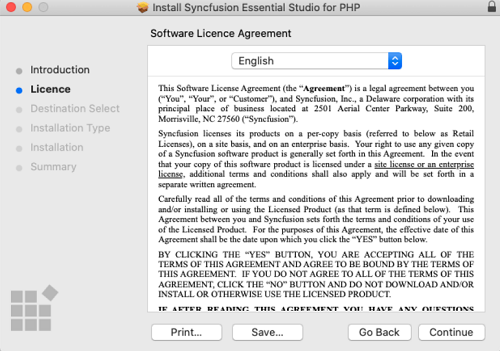 Install Syncfusion Essential Studio for PHP
Software Licence Agreement
English
Introduction
Licence
Destination Select
Installation Type
Installation
Summary
This Software License Agreement (the “Agreement”) is a legal agreement between you
(“You”, “Your”, or “Customer”), and Syncfusion, Inc., a Delaware corporation with its
principal place of business located at 2501 Aerial Center Parkway, Suite 200,
Morrisville, NC 27560 (“Syncfusion”).
Syncfusion licenses its products on a per-copy basis (referred to below as Retail
Licenses), on a site basis, and on an enterprise basis. Your right to use any given copy
of a Syncfusion software product is generally set forth in this Agreement. In the event
that your copy of this software product is licensed under a site license or an enterprise
license, additional terms and conditions shall also apply and will be set forth in a
separate written agreement.
Carefully read all of the terms and conditions of this Agreement prior to downloading
and/or installing or using the Licensed Product (as that term is defined below). This
Agreement between you and Syncfusion sets forth the terms and conditions of your use
of the Licensed Product. For the purposes of this Agreement, the effective date of this
Agreement shall be the date upon which you click the “YES” button below.
BY CLICKING THE “YES” BUTTON, YOU ARE ACCEPTING ALL OF THE
TERMS OF THIS AGREEMENT AND AGREE TO BE BOUND BY THE TERMS OF
THIS AGREEMENT. IF YOU DO NOT AGREE TO ALL OF THE TERMS OF THIS
AGREEMENT, CLICK THE “NO” BUTTON AND DO NOT DOWNLOAD AND/OR
INSTALL OR OTHERWISE USE THE LICENSED PRODUCT.
IF AFTER READING THIS AGREEMENT YOU HAVE ANY QUESTIONS
Print...
Save...
Go Back
Continue